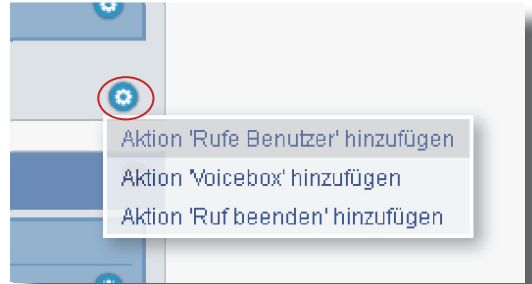 Aktion 'Rufe Benutzer' hinzufügen
Aktion 'Voicebox' hinzufügen
Aktion 'Ruf beenden' hinzufügen